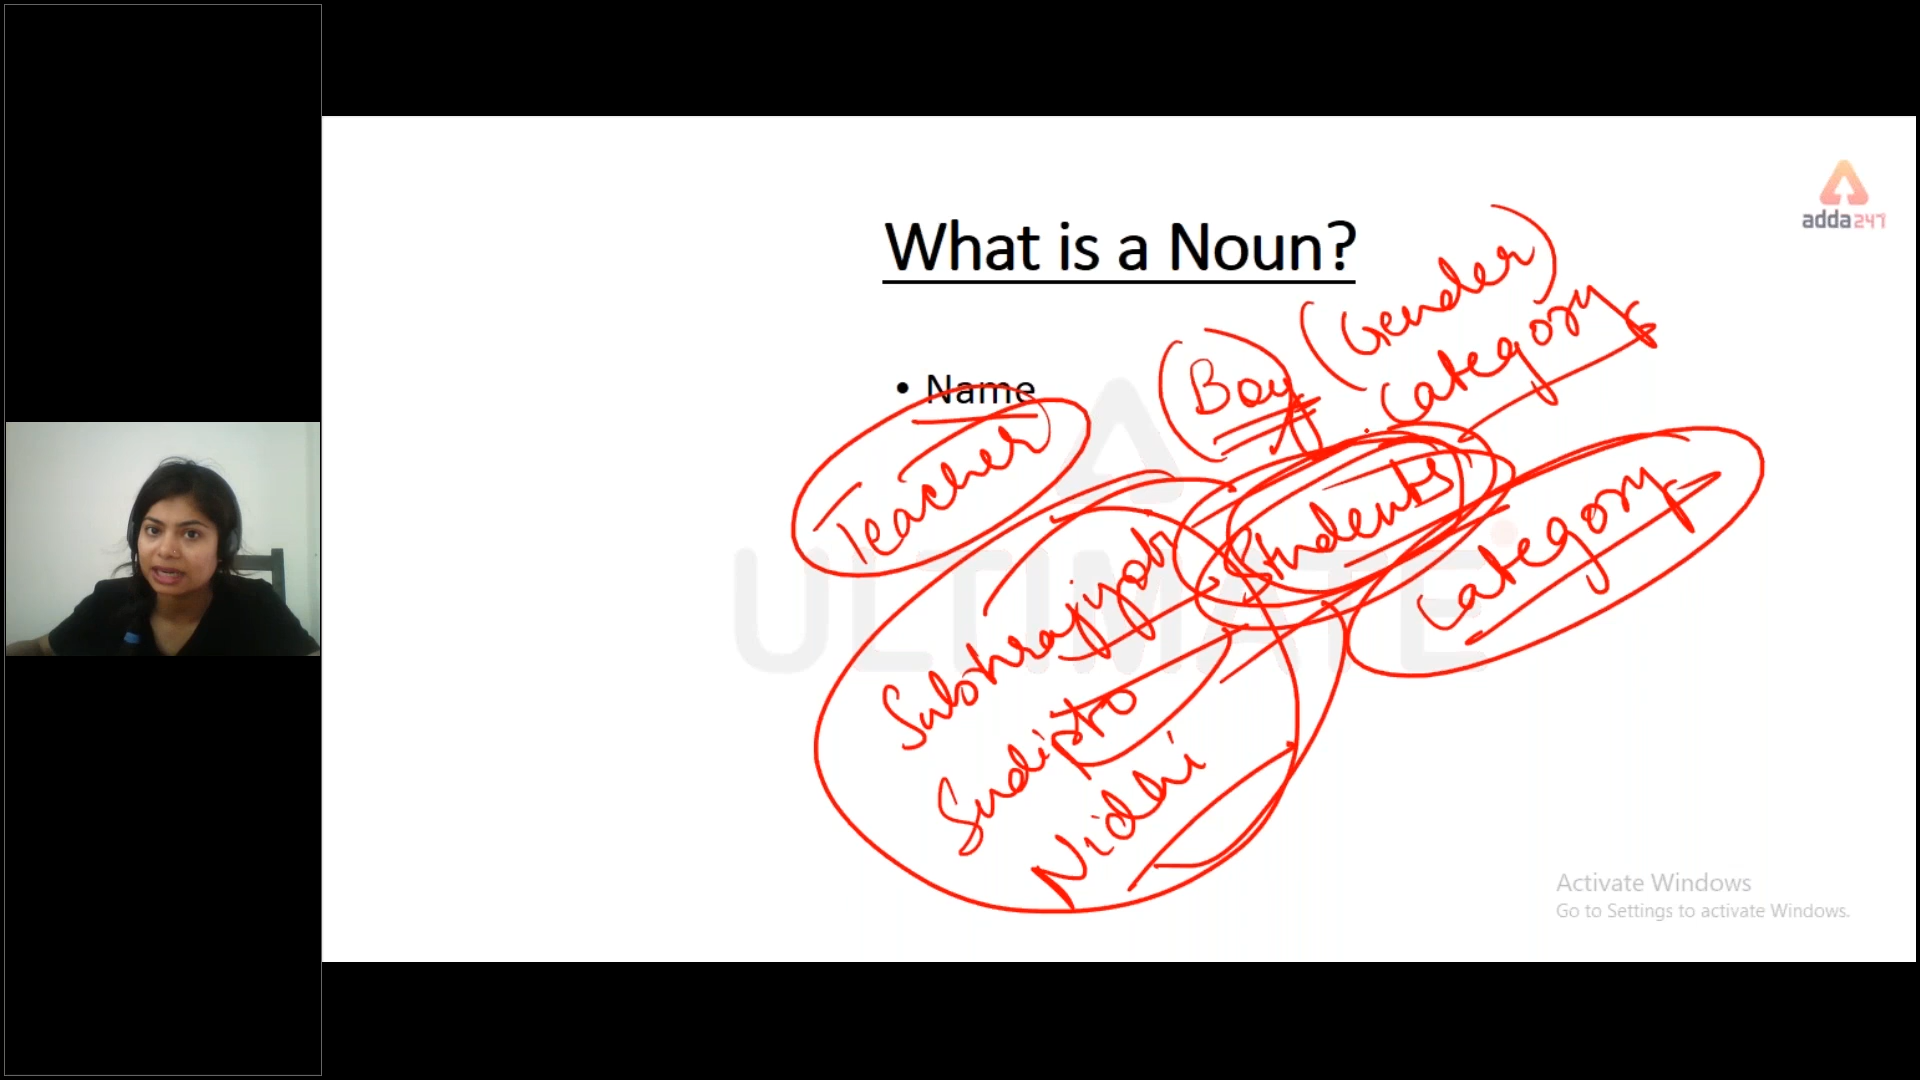 adda247
What is a Noun?
(Gender)
Category
(Boy
• Name
Teacher
Students
Category
Subhrajyoti
Sudipto
Nidhi
ULTIMATE
Activate Windows
Go to Settings to activate Windows.